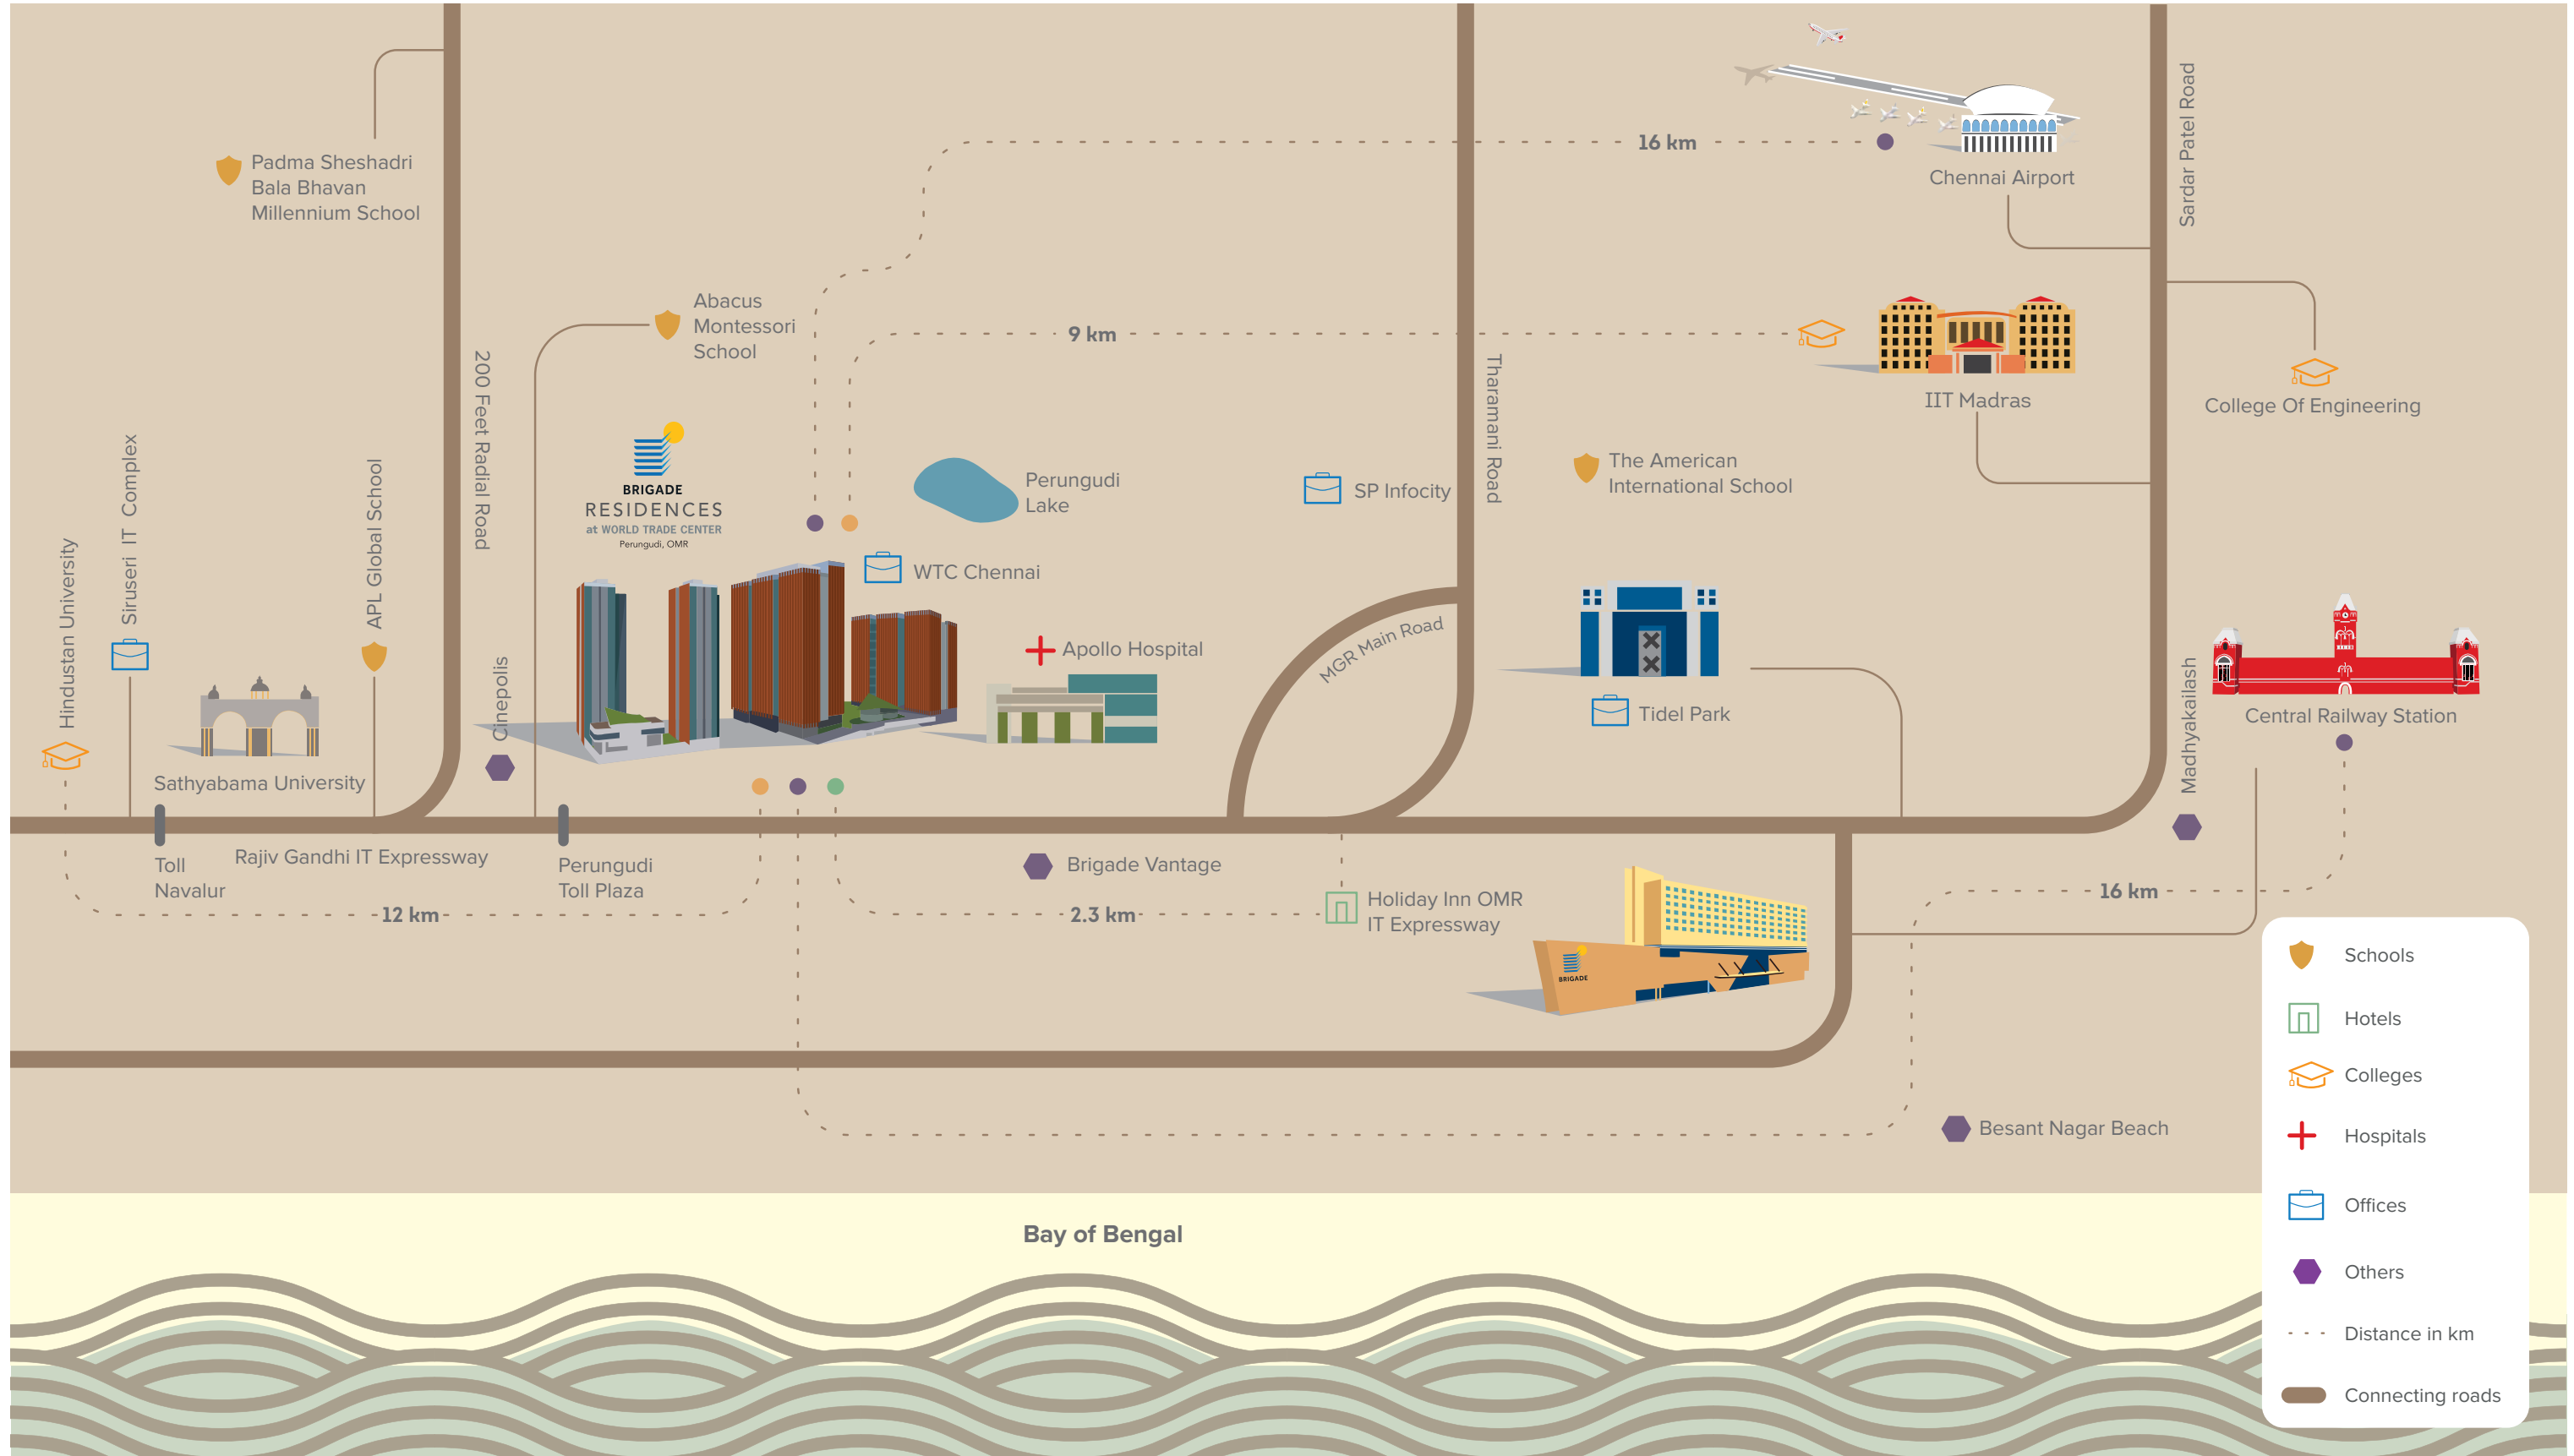 Sardar Patel Road
16 km
Chennai Airport
Padma Sheshadri
Bala Bhavan
Millennium School
Abacus
Montessori
School
9 km
200 Feet Radial Road
Tharamani Road
IIT Madras
College Of Engineering
BRIGADE
RESIDENCES
at WORLD TRADE CENTER
Perungudi, OMR
Perungudi
Lake
SP Infocity
The American
International School
Hindustan University
Siruseri IT Complex
APL Global School
WTC Chennai
Apollo Hospital
MGR Main Road
Cinepolis
Tidel Park
Madhyakailash
Central Railway Station
Sathyabama University
Toll
Navalur
Rajiv Gandhi IT Expressway
Perungudi
Toll Plaza
Brigade Vantage
12 km
2.3 km
Holiday Inn OMR
IT Expressway
BRIGADE
16 km
Besant Nagar Beach
Bay of Bengal
Schools
Hotels
Colleges
Hospitals
Offices
Others
Distance in km
Connecting roads